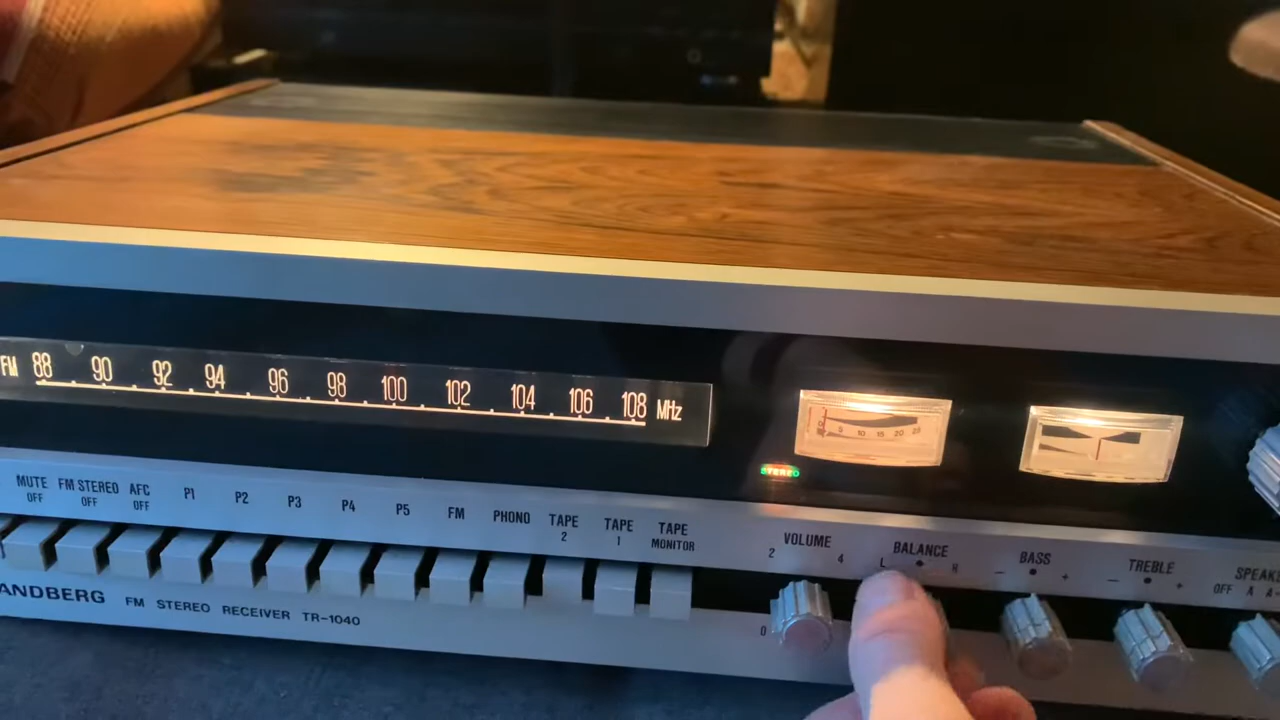 FM 88 90 92 94 96 98 100 102 104 106 108 MHz
5 10 15 20 25
STEREO
MUTE OFF
FM STEREO OFF
AFC OFF
P1
P2
P3
P4
P5
FM
PHONO
TAPE 2
TAPE 1
TAPE MONITOR
VOLUME
0 2 4
BALANCE
L
BASS
- +
TREBLE
- +
SPEAKE
OFF A A+
ANDBERG FM STEREO RECEIVER TR-1040